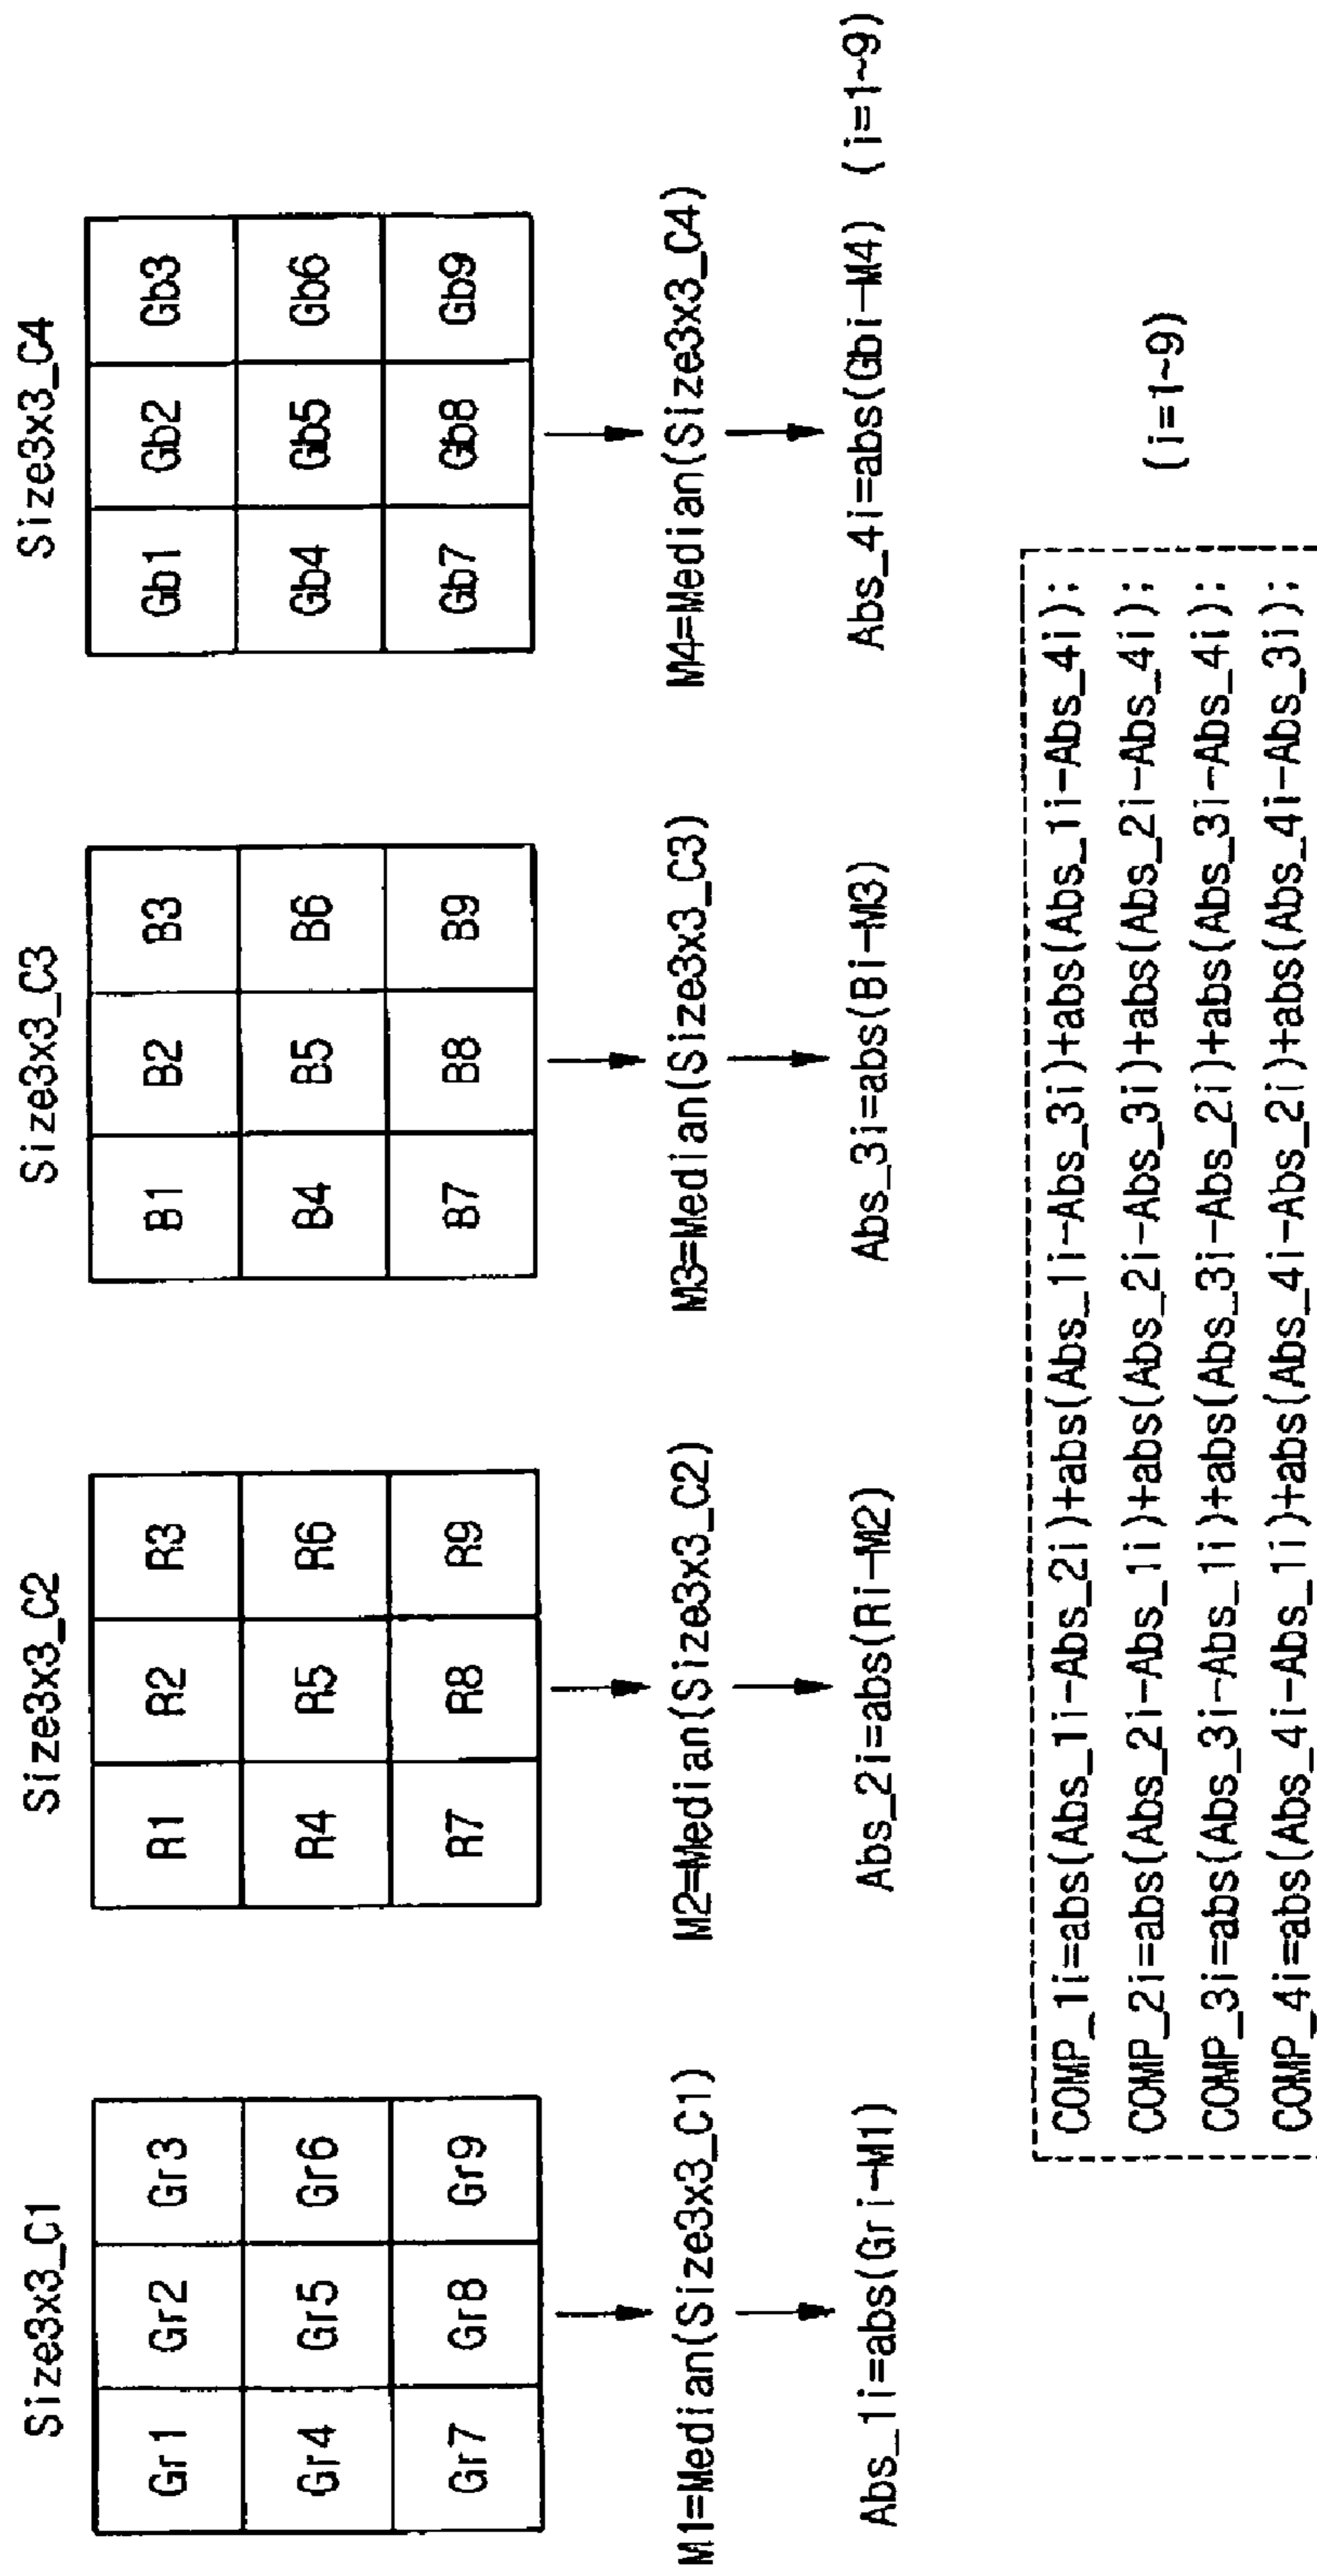 Size3x3_C1
Gr1 Gr2 Gr3
Gr4 Gr5 Gr6
Gr7 Gr8 Gr9
M1=Median(Size3x3_C1)
Abs_1i=abs(Gri-M1)
Size3x3_C2
R1 R2 R3
R4 R5 R6
R7 R8 R9
M2=Median(Size3x3_C2)
Abs_2i=abs(Ri-M2)
Size3x3_C3
B1 B2 B3
B4 B5 B6
B7 B8 B9
M3=Median(Size3x3_C3)
Abs_3i=abs(Bi-M3)
Size3x3_C4
Gb1 Gb2 Gb3
Gb4 Gb5 Gb6
Gb7 Gb8 Gb9
M4=Median(Size3x3_C4)
Abs_4i=abs(Gbi-M4) (i=1~9)
COMP_1i=abs(Abs_1i-Abs_2i)+abs(Abs_1i-Abs_3i)+abs(Abs_1i-Abs_4i);
COMP_2i=abs(Abs_2i-Abs_1i)+abs(Abs_2i-Abs_3i)+abs(Abs_2i-Abs_4i);
COMP_3i=abs(Abs_3i-Abs_1i)+abs(Abs_3i-Abs_2i)+abs(Abs_3i-Abs_4i);
COMP_4i=abs(Abs_4i-Abs_1i)+abs(Abs_4i-Abs_2i)+abs(Abs_4i-Abs_3i);
(i=1~9)